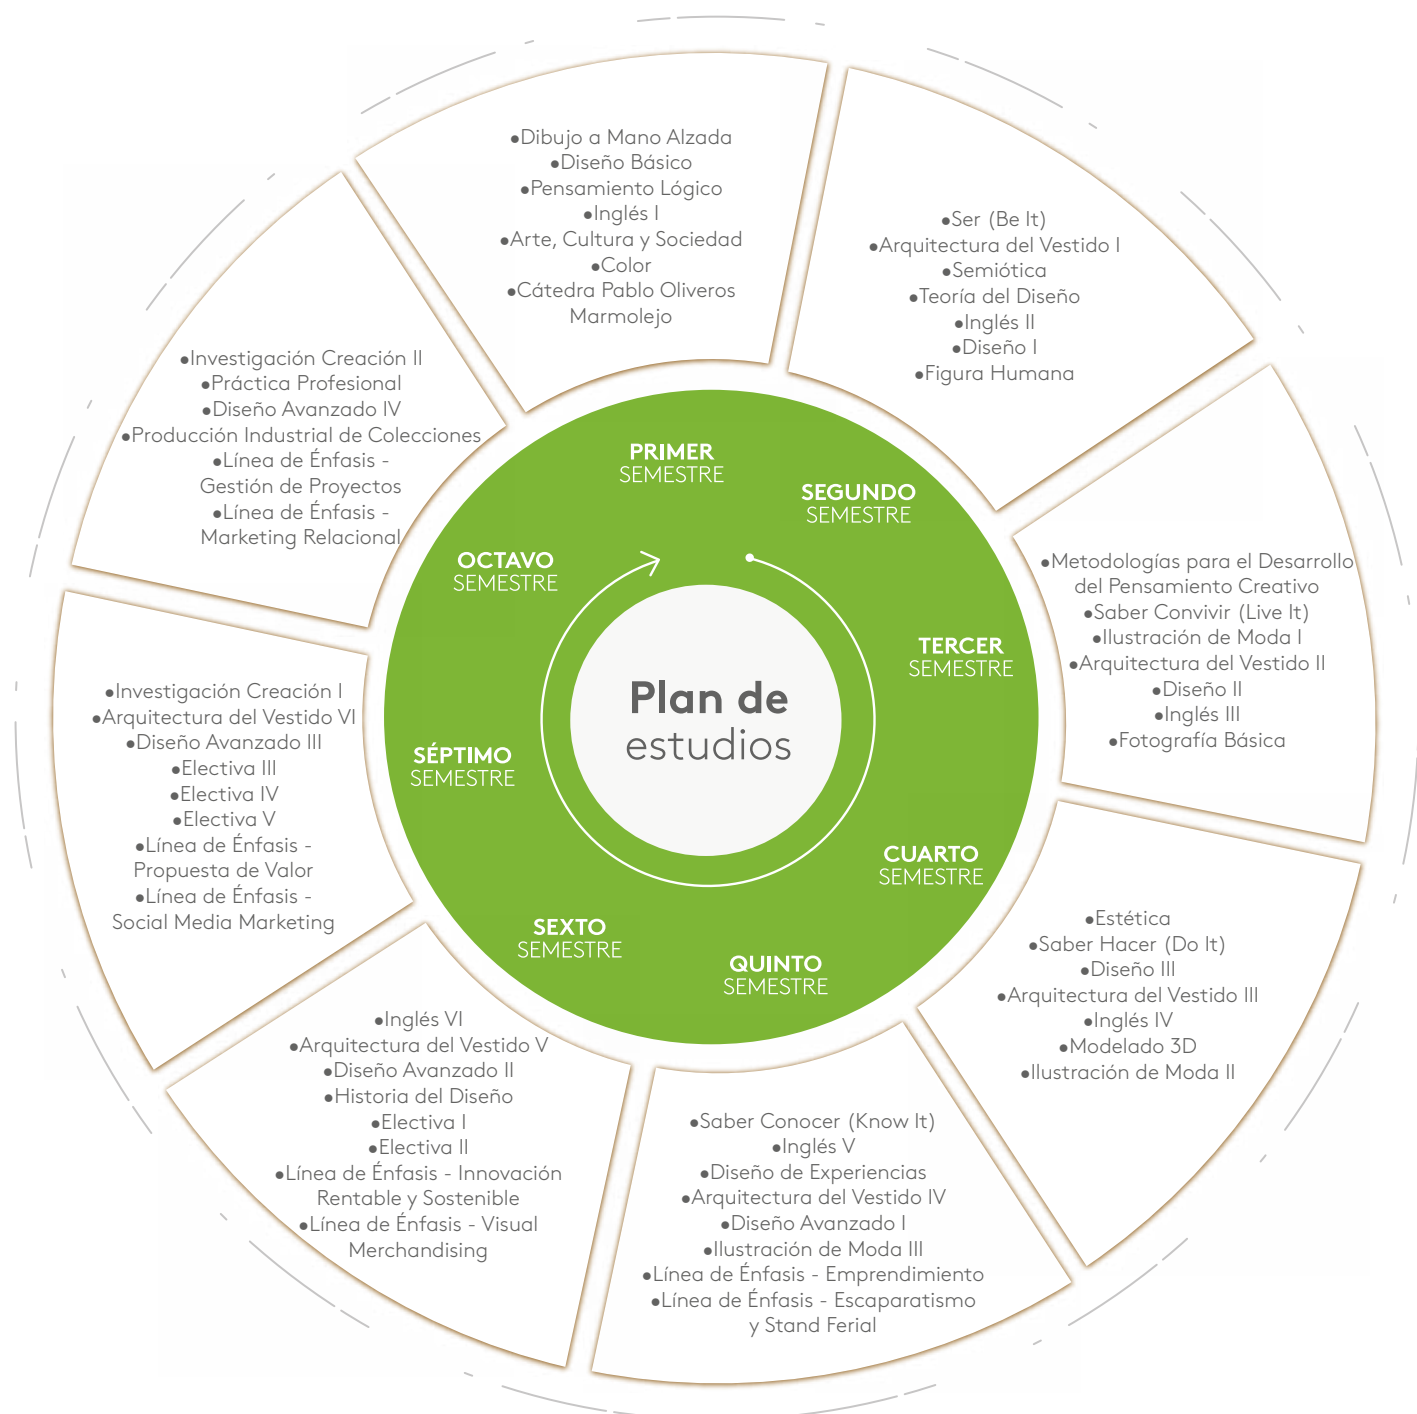 Plan de
estudios
PRIMER
SEMESTRE
•Dibujo a Mano Alzada
•Diseño Básico
•Pensamiento Lógico
•Inglés I
•Arte, Cultura y Sociedad
•Color
•Cátedra Pablo Oliveros
Marmolejo
SEGUNDO
SEMESTRE
•Ser (Be It)
•Arquitectura del Vestido I
•Semiótica
•Teoría del Diseño
•Inglés II
•Diseño I
•Figura Humana
TERCER
SEMESTRE
•Metodologías para el Desarrollo
del Pensamiento Creativo
•Saber Convivir (Live It)
•Ilustración de Moda I
•Arquitectura del Vestido II
•Diseño II
•Inglés III
•Fotografía Básica
CUARTO
SEMESTRE
•Estética
•Saber Hacer (Do It)
•Diseño III
•Arquitectura del Vestido III
•Inglés IV
•Modelado 3D
•Ilustración de Moda II
QUINTO
SEMESTRE
•Saber Conocer (Know It)
•Inglés V
•Diseño de Experiencias
•Arquitectura del Vestido IV
•Diseño Avanzado I
•Ilustración de Moda III
•Línea de Énfasis - Emprendimiento
•Línea de Énfasis - Escaparatismo
y Stand Ferial
SEXTO
SEMESTRE
•Inglés VI
•Arquitectura del Vestido V
•Diseño Avanzado II
•Historia del Diseño
•Electiva I
•Electiva II
•Línea de Énfasis - Innovación
Rentable y Sostenible
•Línea de Énfasis - Visual
Merchandising
SÉPTIMO
SEMESTRE
•Investigación Creación I
•Arquitectura del Vestido VI
•Diseño Avanzado III
•Electiva III
•Electiva IV
•Electiva V
•Línea de Énfasis -
Propuesta de Valor
•Línea de Énfasis -
Social Media Marketing
OCTAVO
SEMESTRE
•Investigación Creación II
•Práctica Profesional
•Diseño Avanzado IV
•Producción Industrial de Colecciones
•Línea de Énfasis -
Gestión de Proyectos
•Línea de Énfasis -
Marketing Relacional